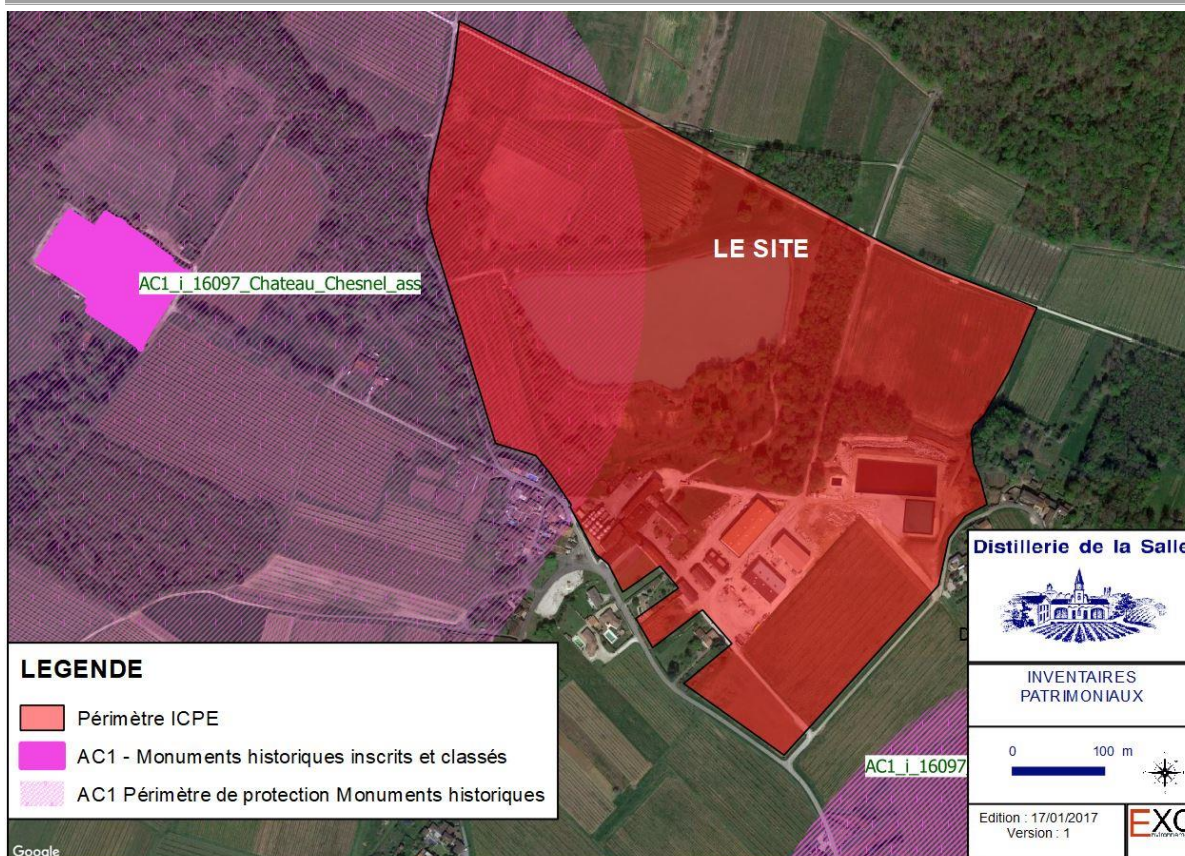 LE SITE
AC1_i_16097_Chateau_Chesnel_ass
LEGENDE
Périmètre ICPE
AC1 - Monuments historiques inscrits et classés
AC1 Périmètre de protection Monuments historiques
AC1_i_16097
Distillerie de la Salle
INVENTAIRES
PATRIMONIAUX
0 100 m
Edition : 17/01/2017
Version : 1
Google